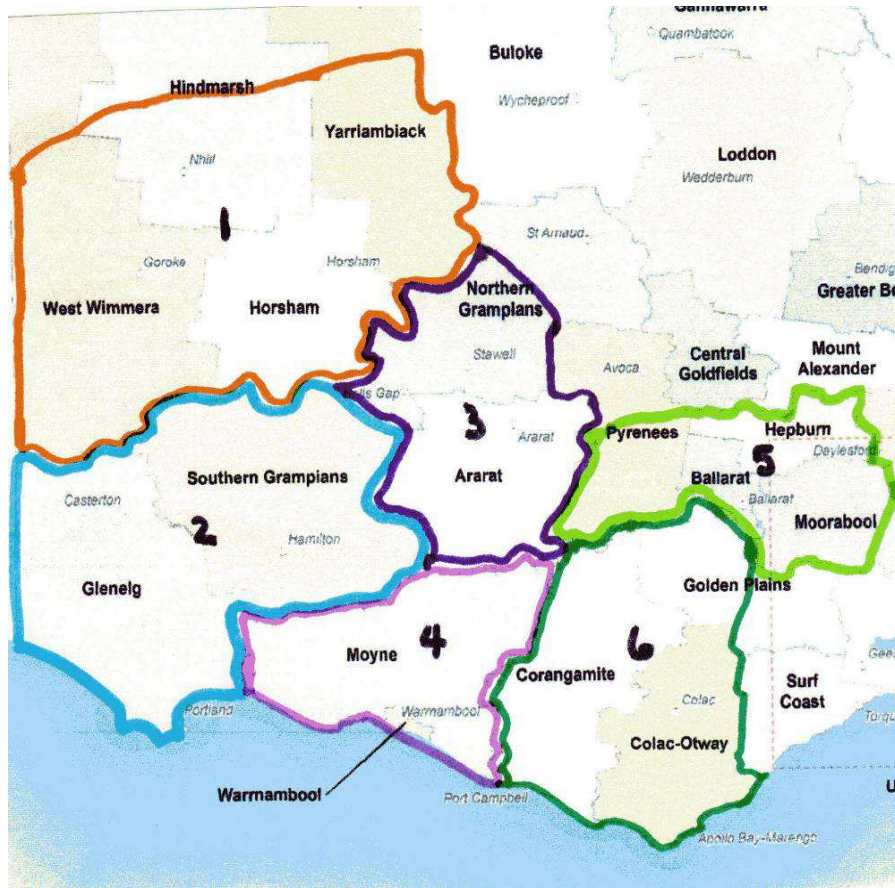 Gannawarra
Quambatook
Buloke
Hindmarsh
Wycheproof
Yarriambiack
Loddon
Nhill
Wedderburn
1
St Arnaud
Goroke
Horsham
Northern
Grampians
West Wimmera
Horsham
Greater Be
Stawell
Central
Goldfields
Mount
Alexander
Avoca
Halls Gap
3
Ararat
Pyrenees
Hepburn
Daylesford
5
Southern Grampians
Ararat
Ballarat
Ballarat
Casterton
2
Hamilton
Moorabool
Glenelg
Golden Plains
4
6
Moyne
Corangamite
Surf
Coast
Colac
Portland
Warrnambool
Colac-Otway
Warrnambool
Port Campbell
Apollo Bay-Marengo